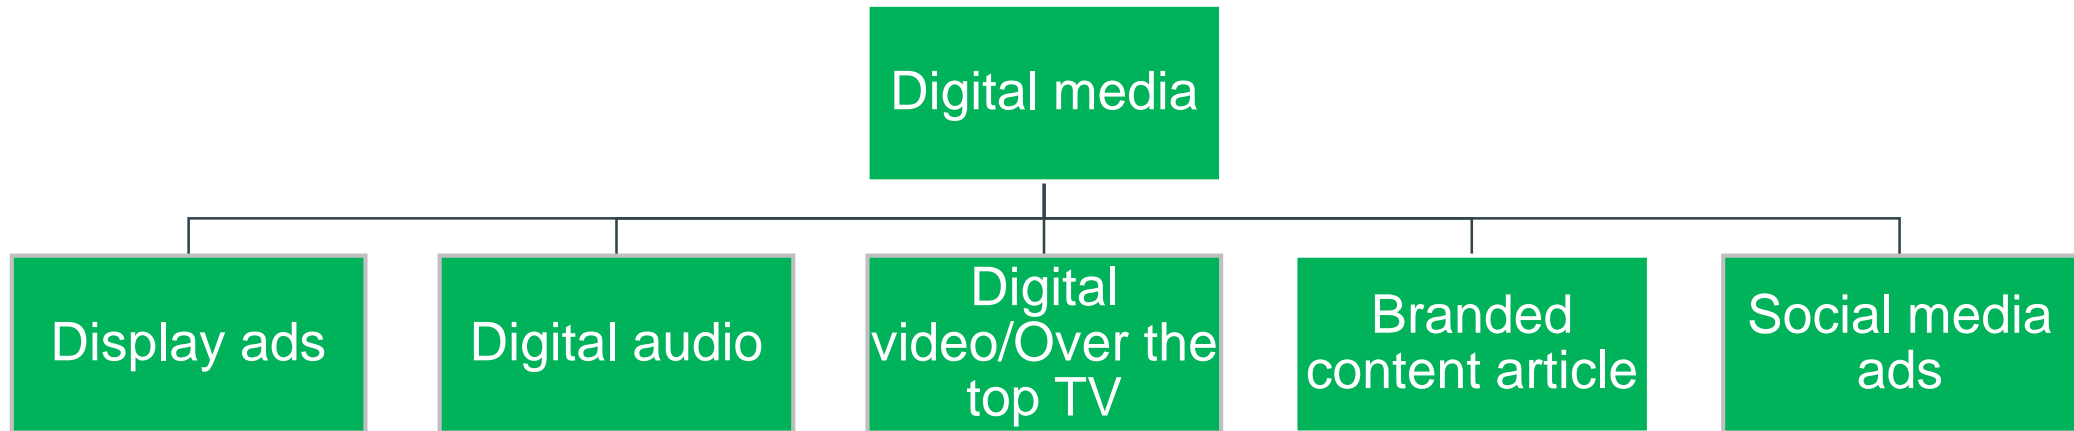 Digital media
Display ads
Digital audio
Digital
video/Over the
top TV
Branded
content article
Social media
ads